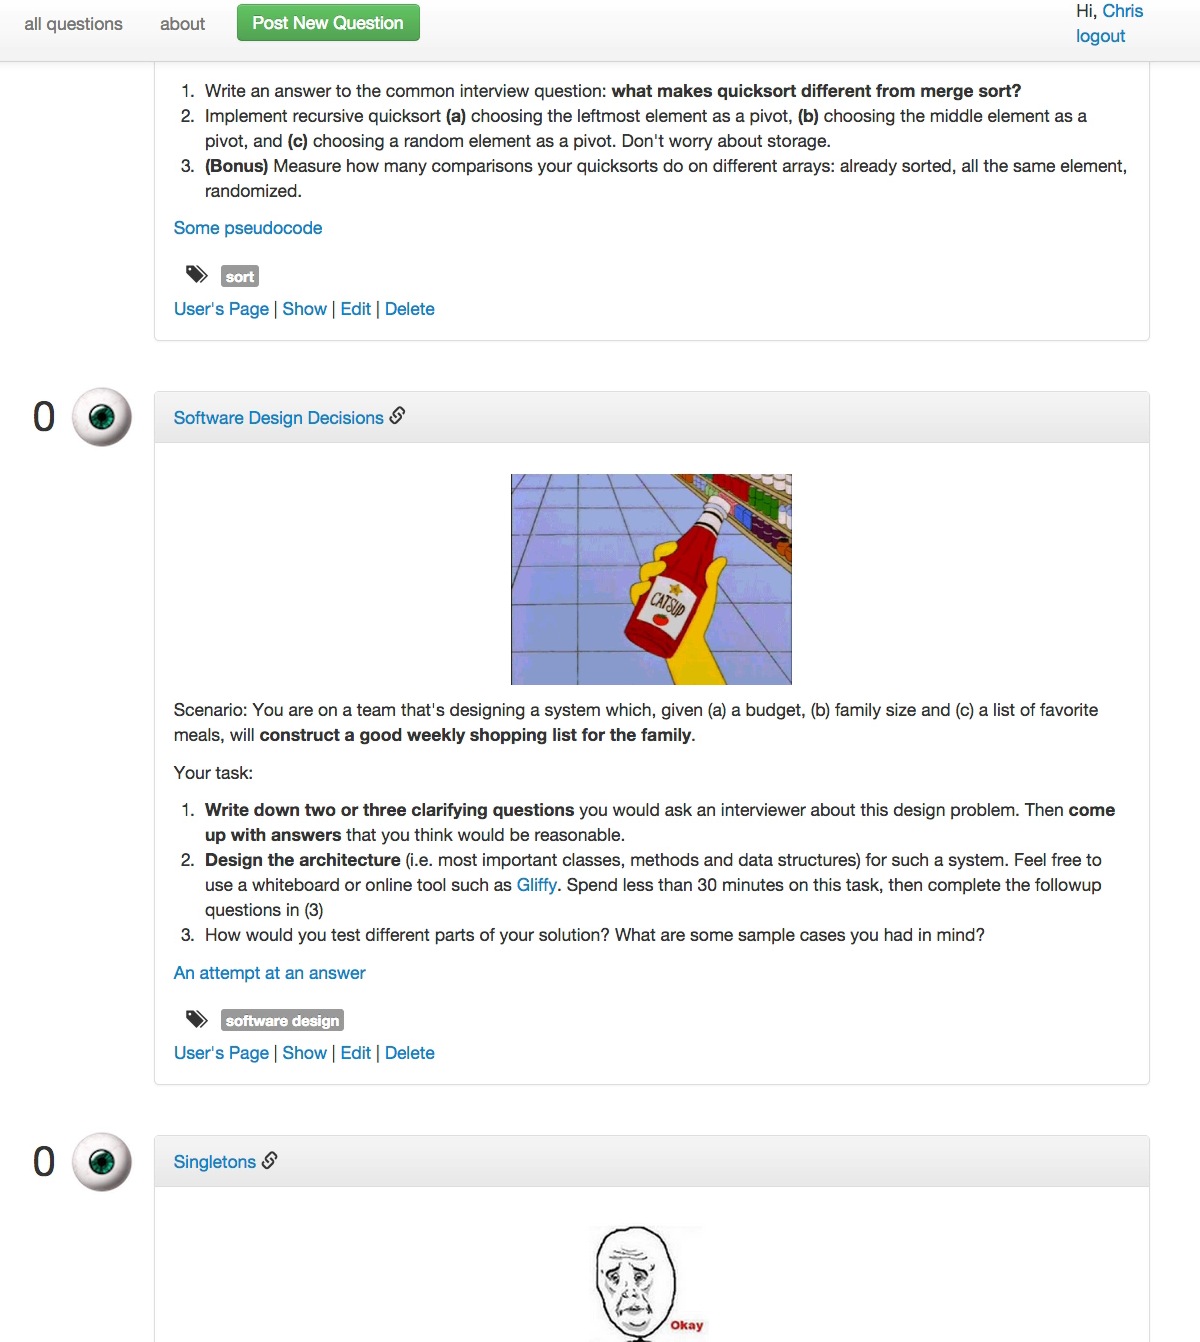 all questions about Post New Question Hi, Chris
logout
1. Write an answer to the common interview question: what makes quicksort different from merge sort?
2. Implement recursive quicksort (a) choosing the leftmost element as a pivot, (b) choosing the middle element as a
pivot, and (c) choosing a random element as a pivot. Don't worry about storage.
3. (Bonus) Measure how many comparisons your quicksorts do on different arrays: already sorted, all the same element,
randomized.
Some pseudocode
sort
User's Page | Show | Edit | Delete
0 Software Design Decisions
CATSUP
Scenario: You are on a team that's designing a system which, given (a) a budget, (b) family size and (c) a list of favorite
meals, will construct a good weekly shopping list for the family.
Your task:
1. Write down two or three clarifying questions you would ask an interviewer about this design problem. Then come
up with answers that you think would be reasonable.
2. Design the architecture (i.e. most important classes, methods and data structures) for such a system. Feel free to
use a whiteboard or online tool such as Gliffy. Spend less than 30 minutes on this task, then complete the followup
questions in (3)
3. How would you test different parts of your solution? What are some sample cases you had in mind?
An attempt at an answer
software design
User's Page | Show | Edit | Delete
0 Singletons
Okay